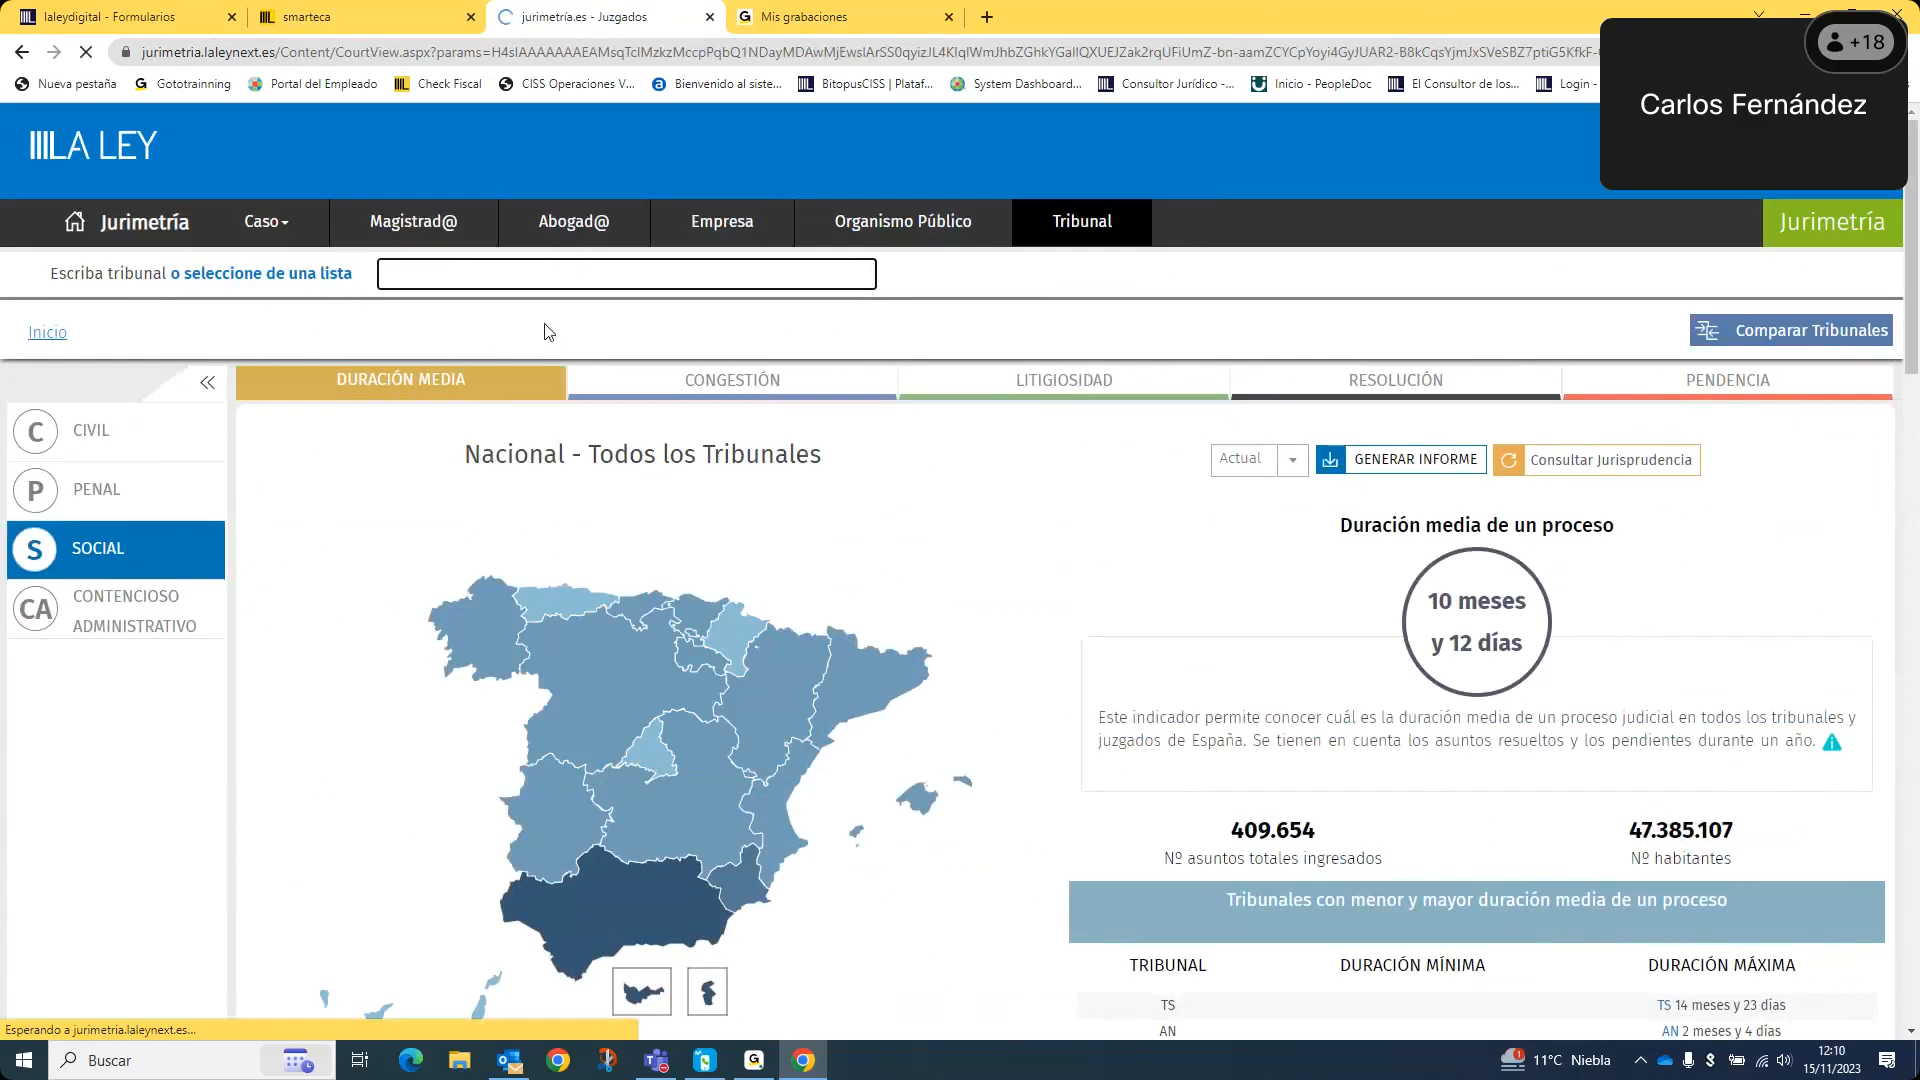 laleydigital - Formularios
smarteca
jurimetría.es - Juzgados
Mis grabaciones
+18
jurimetria.laleynext.es/Content/CourtView.aspx?params=
Nueva pestaña
Gototrainning
Portal del Empleado
Check Fiscal
CISS Operaciones V...
Bienvenido al siste...
BitopusCISS | Plataf...
System Dashboard...
Consultor Jurídico -...
Inicio - PeopleDoc
El Consultor de los...
Login -
Carlos Fernández
LA LEY
Jurimetría
Caso
Magistrad@
Abogad@
Empresa
Organismo Público
Tribunal
Jurimetría
Escriba tribunal o seleccione de una lista
Inicio
Comparar Tribunales
DURACIÓN MEDIA
CONGESTIÓN
LITIGIOSIDAD
RESOLUCIÓN
PENDENCIA
C CIVIL
P PENAL
S SOCIAL
CA CONTENCIOSO
ADMINISTRATIVO
Nacional - Todos los Tribunales
Actual
GENERAR INFORME
Consultar Jurisprudencia
Duración media de un proceso
10 meses
y 12 días
Este indicador permite conocer cuál es la duración media de un proceso judicial en todos los tribunales y
juzgados de España. Se tienen en cuenta los asuntos resueltos y los pendientes durante un año.
409.654
47.385.107
Nº asuntos totales ingresados
Nº habitantes
Tribunales con menor y mayor duración media de un proceso
TRIBUNAL
DURACIÓN MÍNIMA
DURACIÓN MÁXIMA
TS
TS 14 meses y 23 días
AN
AN 2 meses y 4 días
Esperando a jurimetria.laleynext.es...
Buscar
11°C Niebla
12:10
15/11/2023